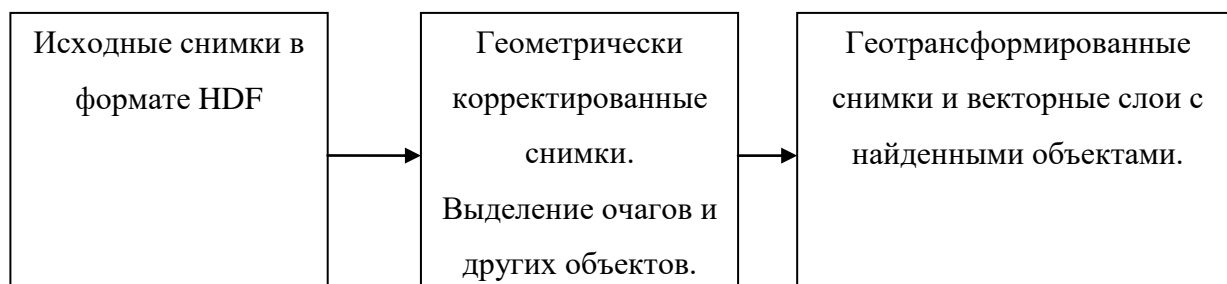 Исходные снимки в
формате HDF
Геометрически
корректированные
снимки.
Выделение очагов и
других объектов.
Геотрансформированные
снимки и векторные слои с
найденными объектами.